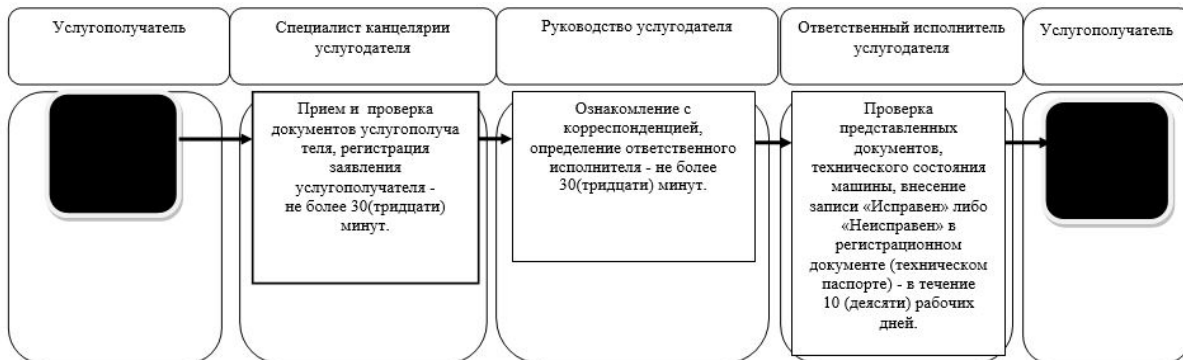 Услугополучатель
Специалист канцелярии
услугодателя
Руководство услугодателя
Ответственный исполнитель
услугодателя
Услугополучатель
Прием и проверка
документов услугополуча
теля, регистрация
заявления
услугополучателя -
не более 30(тридцати)
минут.
Ознакомление с
корреспонденцией,
определение ответственного
исполнителя - не более
30(тридцати) минут.
Проверка
представленных
документов,
технического состояния
машины, внесение
записи «Исправен» либо
«Неисправен» в
регистрационном
документе (техническом
паспорте) - в течение
10 (десяти) рабочих
дней.